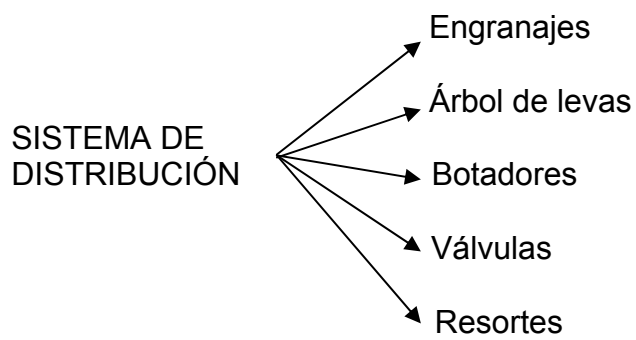 SISTEMA DE
DISTRIBUCIÓN
Engranajes
Árbol de levas
Botadores
Válvulas
Resortes